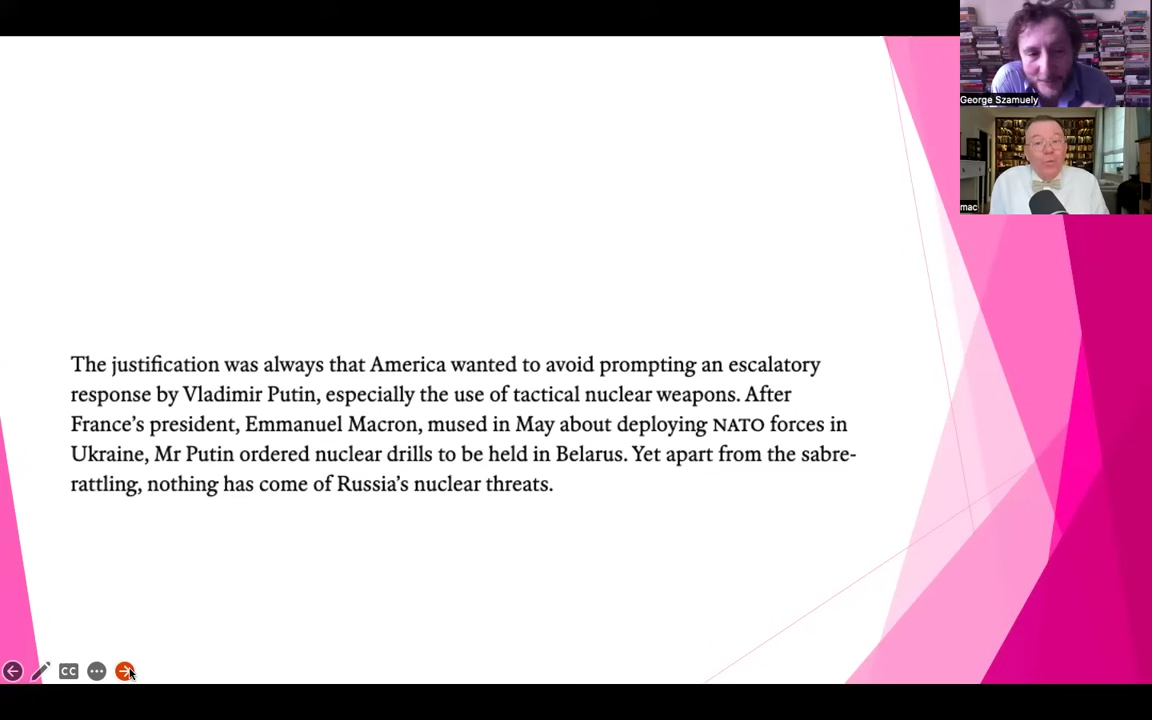 George Szamuely
mac
The justification was always that America wanted to avoid prompting an escalatory
response by Vladimir Putin, especially the use of tactical nuclear weapons. After
France’s president, Emmanuel Macron, mused in May about deploying NATO forces in
Ukraine, Mr Putin ordered nuclear drills to be held in Belarus. Yet apart from the sabre-
rattling, nothing has come of Russia’s nuclear threats.
CC